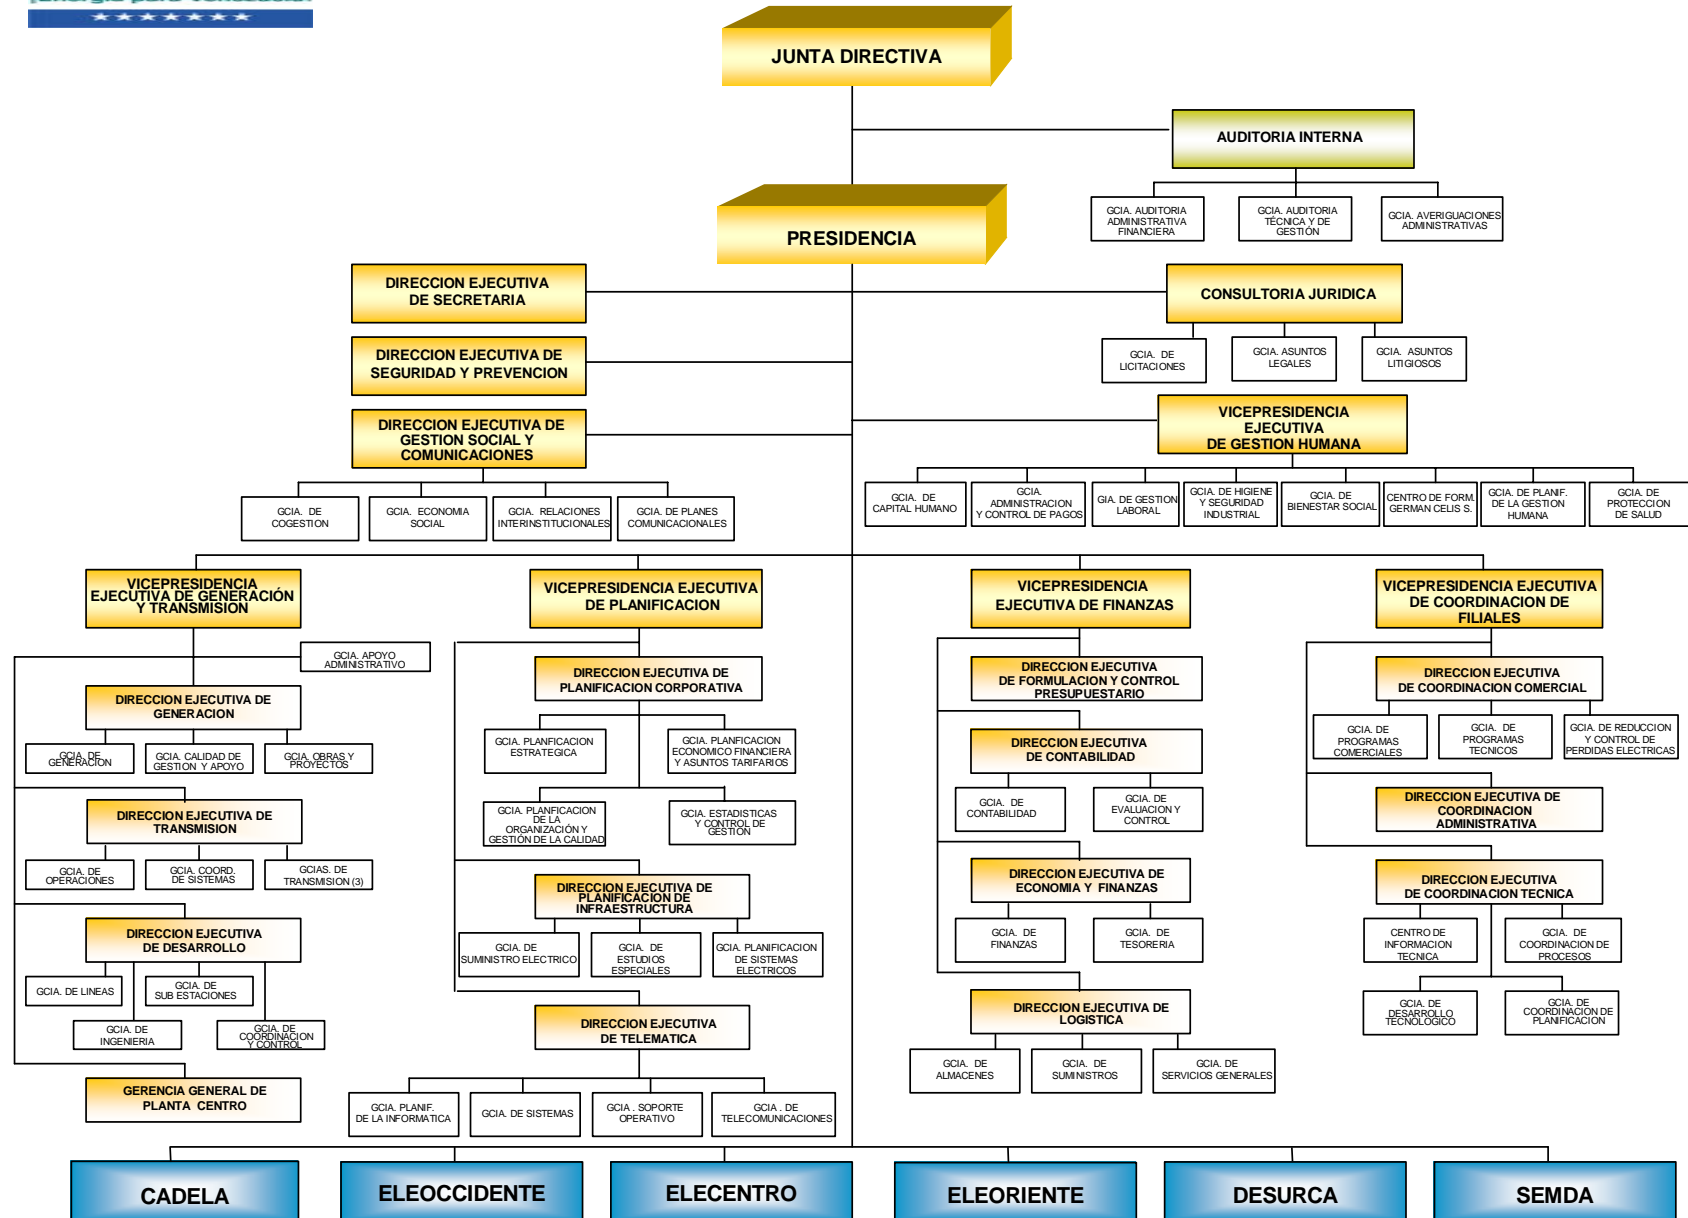 ¡Energía para Venezuela!
JUNTA DIRECTIVA
AUDITORIA INTERNA
GCIA. AUDITORIA
ADMINISTRATIVA
FINANCIERA
GCIA. AUDITORIA
TÉCNICA Y DE
GESTIÓN
GCIA. AVERIGUACIONES
ADMINISTRATIVAS
PRESIDENCIA
DIRECCION EJECUTIVA
DE SECRETARIA
CONSULTORIA JURIDICA
GCIA. DE
LICITACIONES
GCIA. ASUNTOS
LEGALES
GCIA. ASUNTOS
LITIGIOSOS
DIRECCION EJECUTIVA DE
SEGURIDAD Y PREVENCION
DIRECCION EJECUTIVA DE
GESTION SOCIAL Y
COMUNICACIONES
VICEPRESIDENCIA
EJECUTIVA
DE GESTION HUMANA
GCIA. DE
COGESTION
GCIA. ECONOMIA
SOCIAL
GCIA. RELACIONES
INTERINSTITUCIONALES
GCIA. DE PLANES
COMUNICACIONALES
GCIA. DE
CAPITAL HUMANO
GCIA.
ADMINISTRACION
Y CONTROL DE PAGOS
GIA. DE GESTION
LABORAL
GCIA. DE HIGIENE
Y SEGURIDAD
INDUSTRIAL
GCIA. DE
BIENESTAR SOCIAL
CENTRO DE FORM.
GERMAN CELIS S.
GCIA. DE PLANIF.
DE LA GESTION
HUMANA
GCIA. DE
PROTECCION
DE SALUD
VICEPRESIDENCIA
EJECUTIVA DE GENERACIÓN
Y TRANSMISION
VICEPRESIDENCIA EJECUTIVA
DE PLANIFICACION
VICEPRESIDENCIA
EJECUTIVA DE FINANZAS
VICEPRESIDENCIA EJECUTIVA
DE COORDINACION DE
FILIALES
GCIA. APOYO
ADMINISTRATIVO
DIRECCION EJECUTIVA DE
GENERACION
GCIA. DE
GENERACION
GCIA. CALIDAD DE
GESTION Y APOYO
GCIA. OBRAS Y
PROYECTOS
DIRECCION EJECUTIVA DE
TRANSMISION
GCIA. DE
OPERACIONES
GCIA. COORD.
DE SISTEMAS
GCIAS. DE
TRANSMISION (3)
DIRECCION EJECUTIVA
DE DESARROLLO
GCIA. DE LINEAS
GCIA. DE
SUB ESTACIONES
GCIA. DE
INGENIERIA
GCIA. DE
COORDINACION
Y CONTROL
GERENCIA GENERAL DE
PLANTA CENTRO
DIRECCION EJECUTIVA DE
PLANIFICACION CORPORATIVA
GCIA. PLANFICACION
ESTRATEGICA
GCIA. PLANFICACION
ECONOMICO FINANCIERA
Y ASUNTOS TARIFARIOS
GCIA. PLANFICACION
DE LA
ORGANIZACIÓN Y
GESTIÓN DE LA CALIDAD
GCIA. ESTADISTICAS
Y CONTROL DE
GESTION
DIRECCION EJECUTIVA DE
PLANIFICACION DE
INFRAESTRUCTURA
GCIA. DE
SUMINISTRO ELECTRICO
GCIA. DE
ESTUDIOS
ESPECIALES
GCIA. PLANIFICACION
DE SISTEMAS
ELECTRICOS
DIRECCION EJECUTIVA
DE TELEMATICA
GCIA. PLANIF.
DE LA INFORMATICA
GCIA. DE SISTEMAS
GCIA . SOPORTE
OPERATIVO
GCIA . DE
TELECOMUNICACIONES
DIRECCION EJECUTIVA
DE FORMULACION Y CONTROL
PRESUPUESTARIO
DIRECCION EJECUTIVA
DE CONTABILIDAD
GCIA. DE
CONTABILIDAD
GCIA. DE
EVALUACION Y
CONTROL
DIRECCION EJECUTIVA DE
ECONOMIA Y FINANZAS
GCIA. DE
FINANZAS
GCIA. DE
TESORERIA
DIRECCION EJECUTIVA DE
LOGISTICA
GCIA. DE
ALMACENES
GCIA. DE
SUMINISTROS
GCIA. DE
SERVICIOS GENERALES
DIRECCION EJECUTIVA
DE COORDINACION COMERCIAL
GCIA. DE
PROGRAMAS
COMERCIALES
GCIA. DE
PROGRAMAS
TECNICOS
GCIA. DE REDUCCION
Y CONTROL DE
PERDIDAS ELECTRICAS
DIRECCION EJECUTIVA DE
COORDINACION
ADMINISTRATIVA
DIRECCION EJECUTIVA
DE COORDINACION TECNICA
CENTRO DE
INFORMACION
TECNICA
GCIA. DE
COORDINACION DE
PROCESOS
GCIA. DE
DESARROLLO
TECNOLOGICO
GCIA. DE
COORDINACION DE
PLANIFICACION
CADELA
ELEOCCIDENTE
ELECENTRO
ELEORIENTE
DESURCA
SEMDA